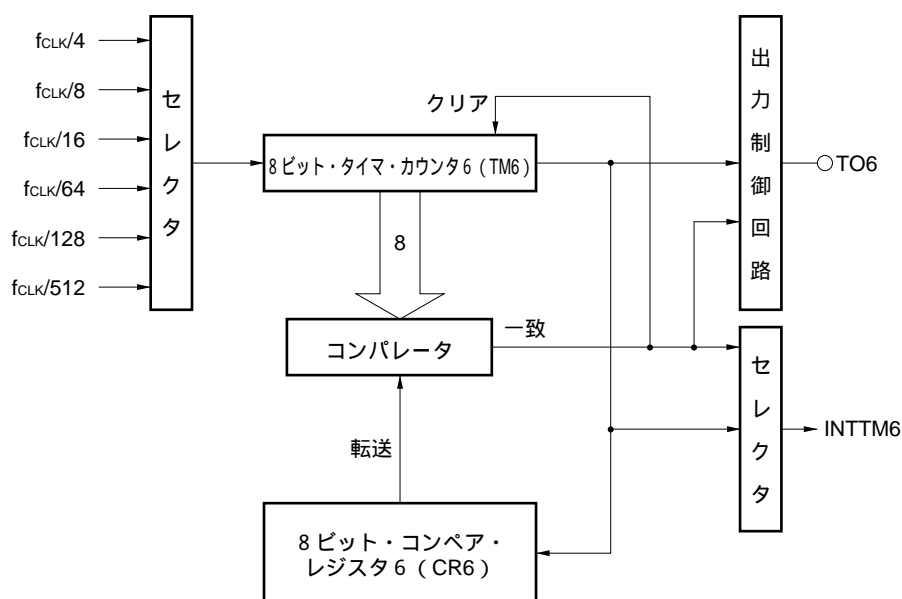 fCLK/4
fCLK/8
fCLK/16
fCLK/64
fCLK/128
fCLK/512
セレクタ
クリア
8 ビット・タイマ・カウンタ 6 ( TM6 )
8
コンパレータ
一致
転送
8 ビット・コンペア・
レジスタ 6 ( CR6 )
出力制御回路
TO6
セレクタ
INTTM6